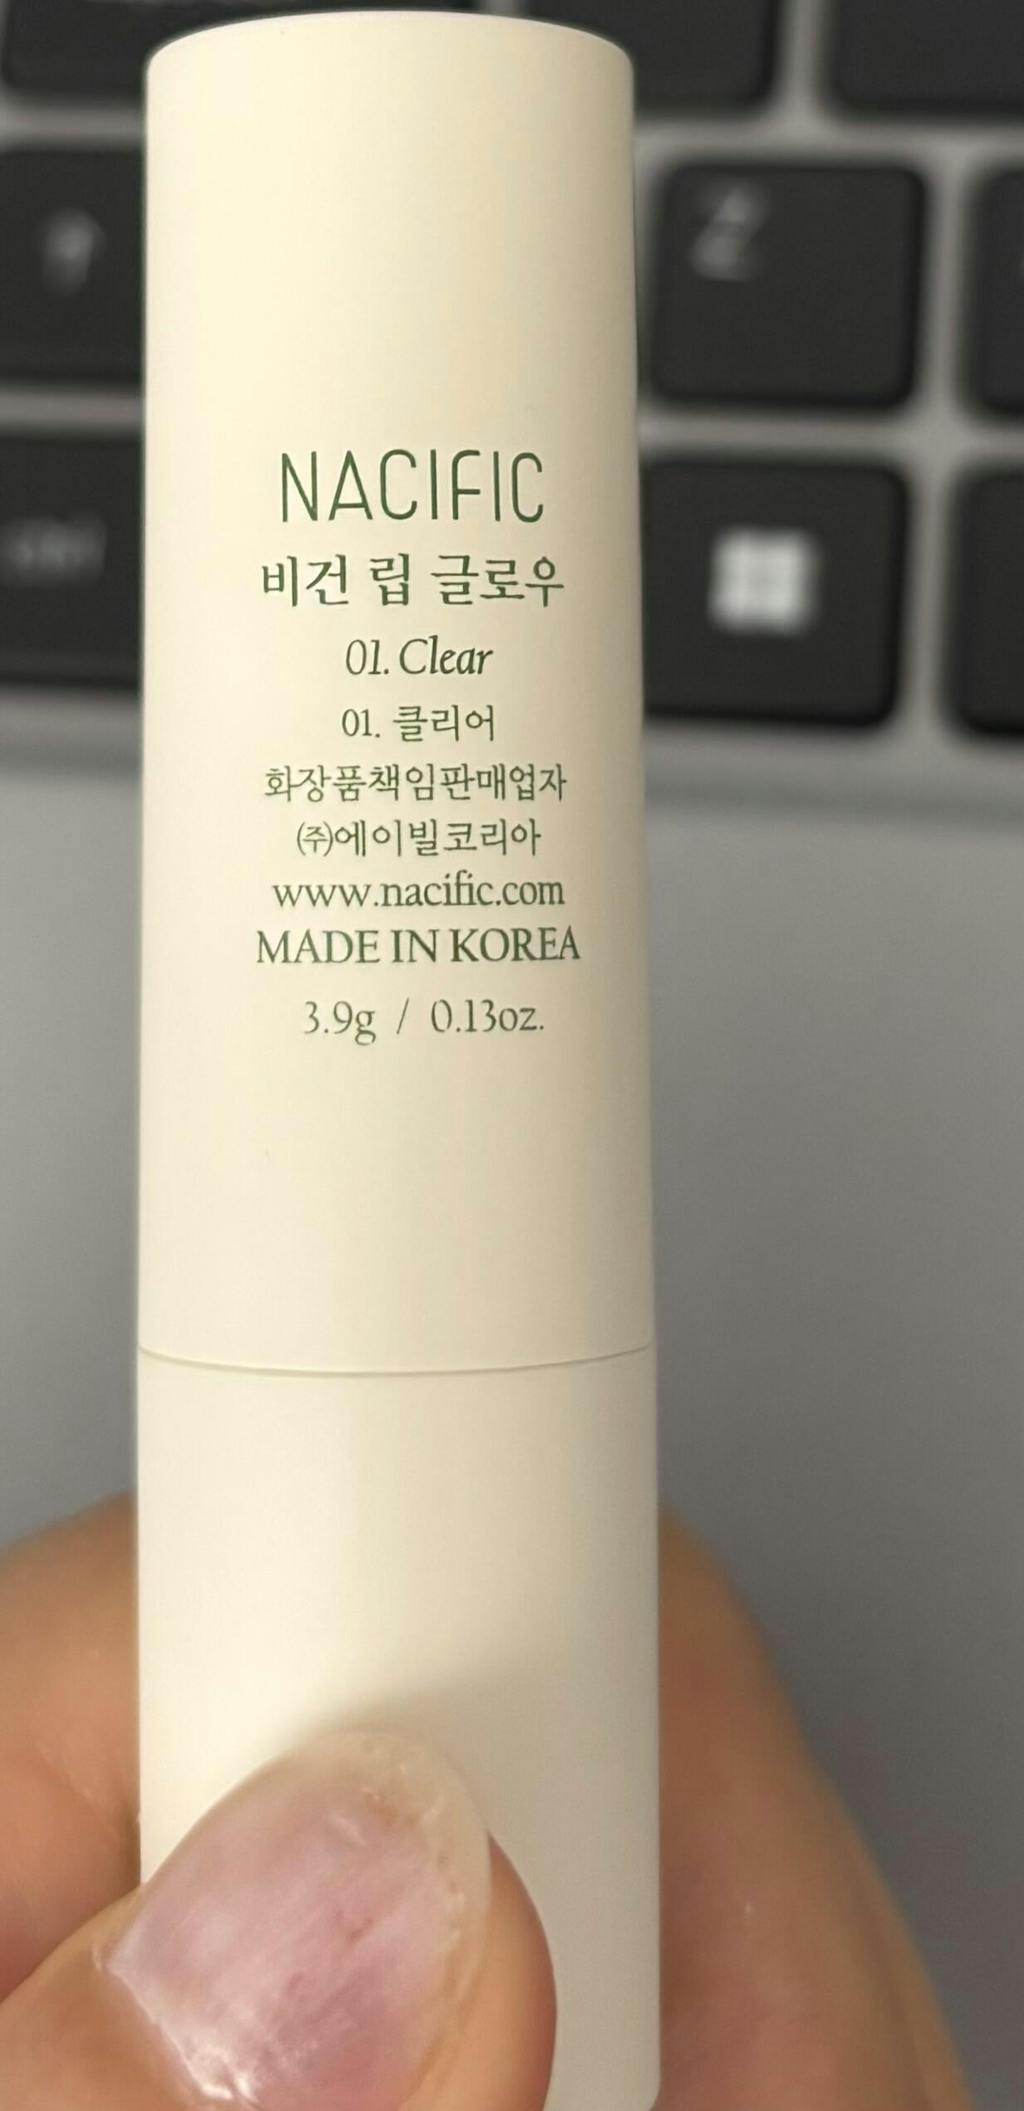 NACIFIC
비건 립 글로우
01. Clear
01. 클리어
화장품책임판매업자
㈜에이빌코리아
www.nacific.com
MADE IN KOREA
3.9g / 0.13oz.
Z